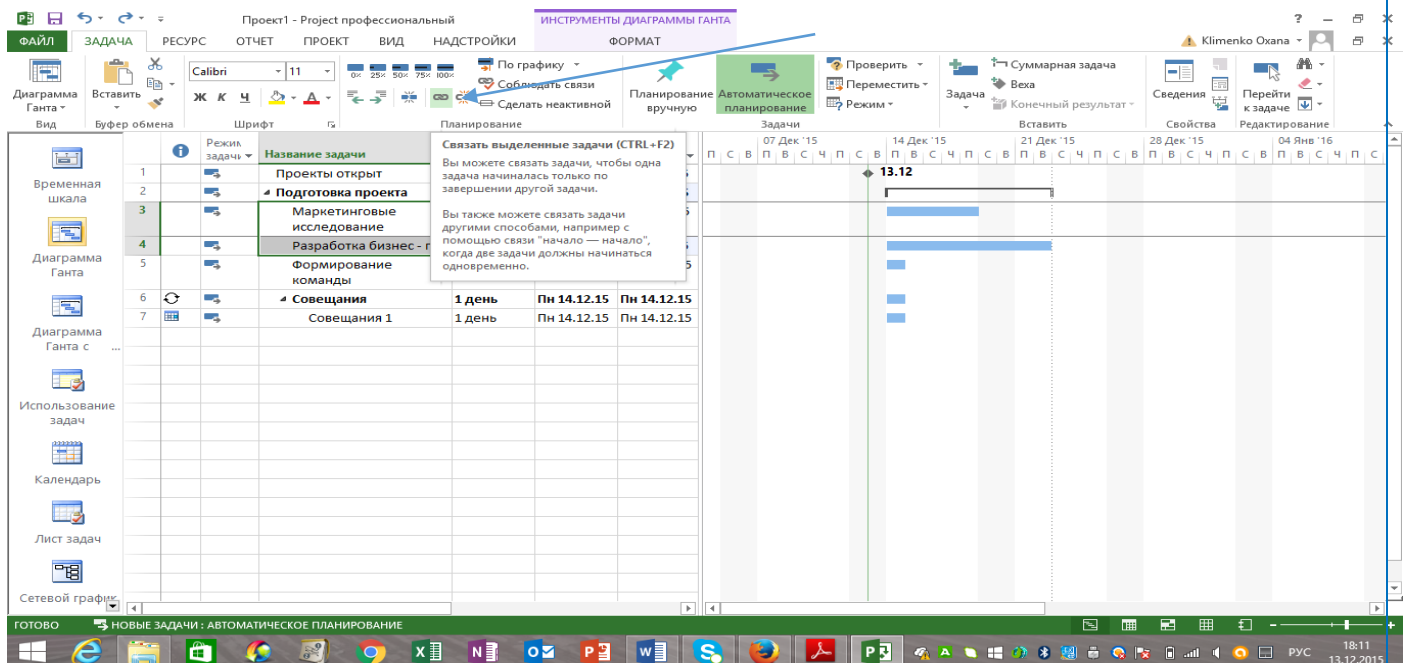 Проект1 - Project профессиональный
ИНСТРУМЕНТЫ ДИАГРАММЫ ГАНТА
ФАЙЛ ЗАДАЧА РЕСУРС ОТЧЕТ ПРОЕКТ ВИД НАДСТРОЙКИ ФОРМАТ
Klimenko Oxana
Диаграмма Ганта
Вид
Вставить
Буфер обмена
Calibri 11
Ж К Ч
Шрифт
0% 25% 50% 75% 100%
По графику
Соблюдать связи
Сделать неактивной
Планирование
Планирование вручную
Автоматическое планирование
Проверить
Переместить
Режим
Задачи
Задача
Суммарная задача
Веха
Конечный результат
Вставить
Сведения
Свойства
Перейти к задаче
Редактирование
Связать выделенные задачи (CTRL+F2)
Вы можете связать задачи, чтобы одна
задача начиналась только по
завершении другой задачи.
Вы также можете связать задачи
другими способами, например с
помощью связи "начало — начало",
когда две задачи должны начинаться
одновременно.
Режим задачи
Название задачи
07 Дек '15 14 Дек '15 21 Дек '15 28 Дек '15 04 Янв '16
П С В П В С Ч П С В П В С Ч П С В П В С Ч П С В П В С Ч П С В П В С Ч П С
1 Проекты открыт
13.12
2 Подготовка проекта
3 Маркетинговые
исследование
4 Разработка бизнес -
5 Формирование
команды
6 Совещания 1 день Пн 14.12.15 Пн 14.12.15
7 Совещания 1 1 день Пн 14.12.15 Пн 14.12.15
Временная
шкала
Диаграмма
Ганта
Диаграмма
Ганта с ...
Использование
задач
Календарь
Лист задач
Сетевой график
ГОТОВО НОВЫЕ ЗАДАЧИ : АВТОМАТИЧЕСКОЕ ПЛАНИРОВАНИЕ
РУС
18:11
13.12.2015